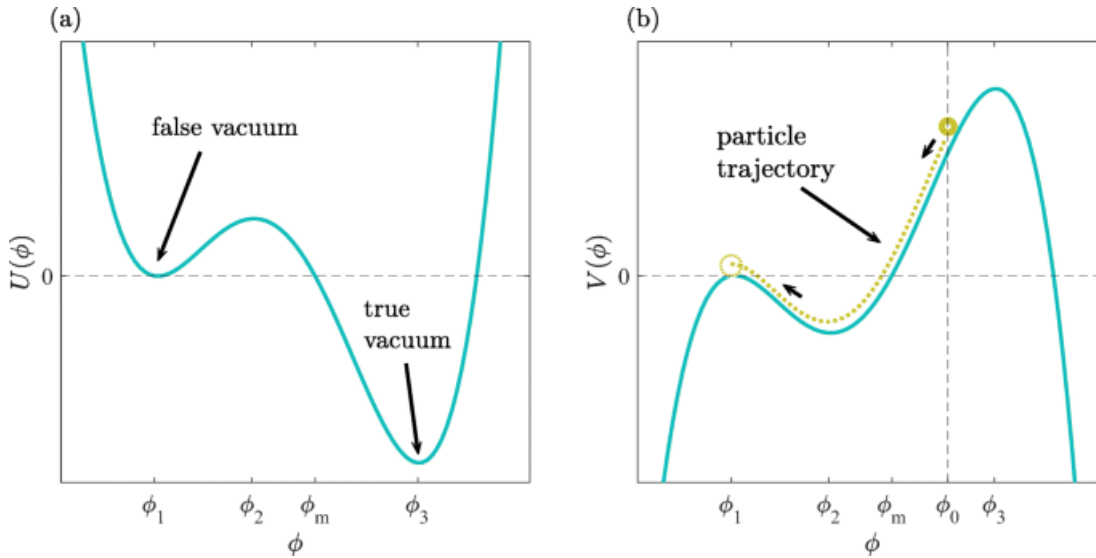 (a)
false vacuum
true
vacuum
U(ϕ)
0
ϕ₁
ϕ₂
ϕₘ
ϕ₃
ϕ
(b)
particle
trajectory
V(ϕ)
0
ϕ₁
ϕ₂
ϕₘ
ϕ₀
ϕ₃
ϕ